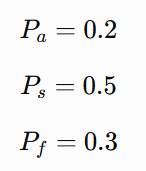 P_a = 0.2
P_s = 0.5
P_f = 0.3